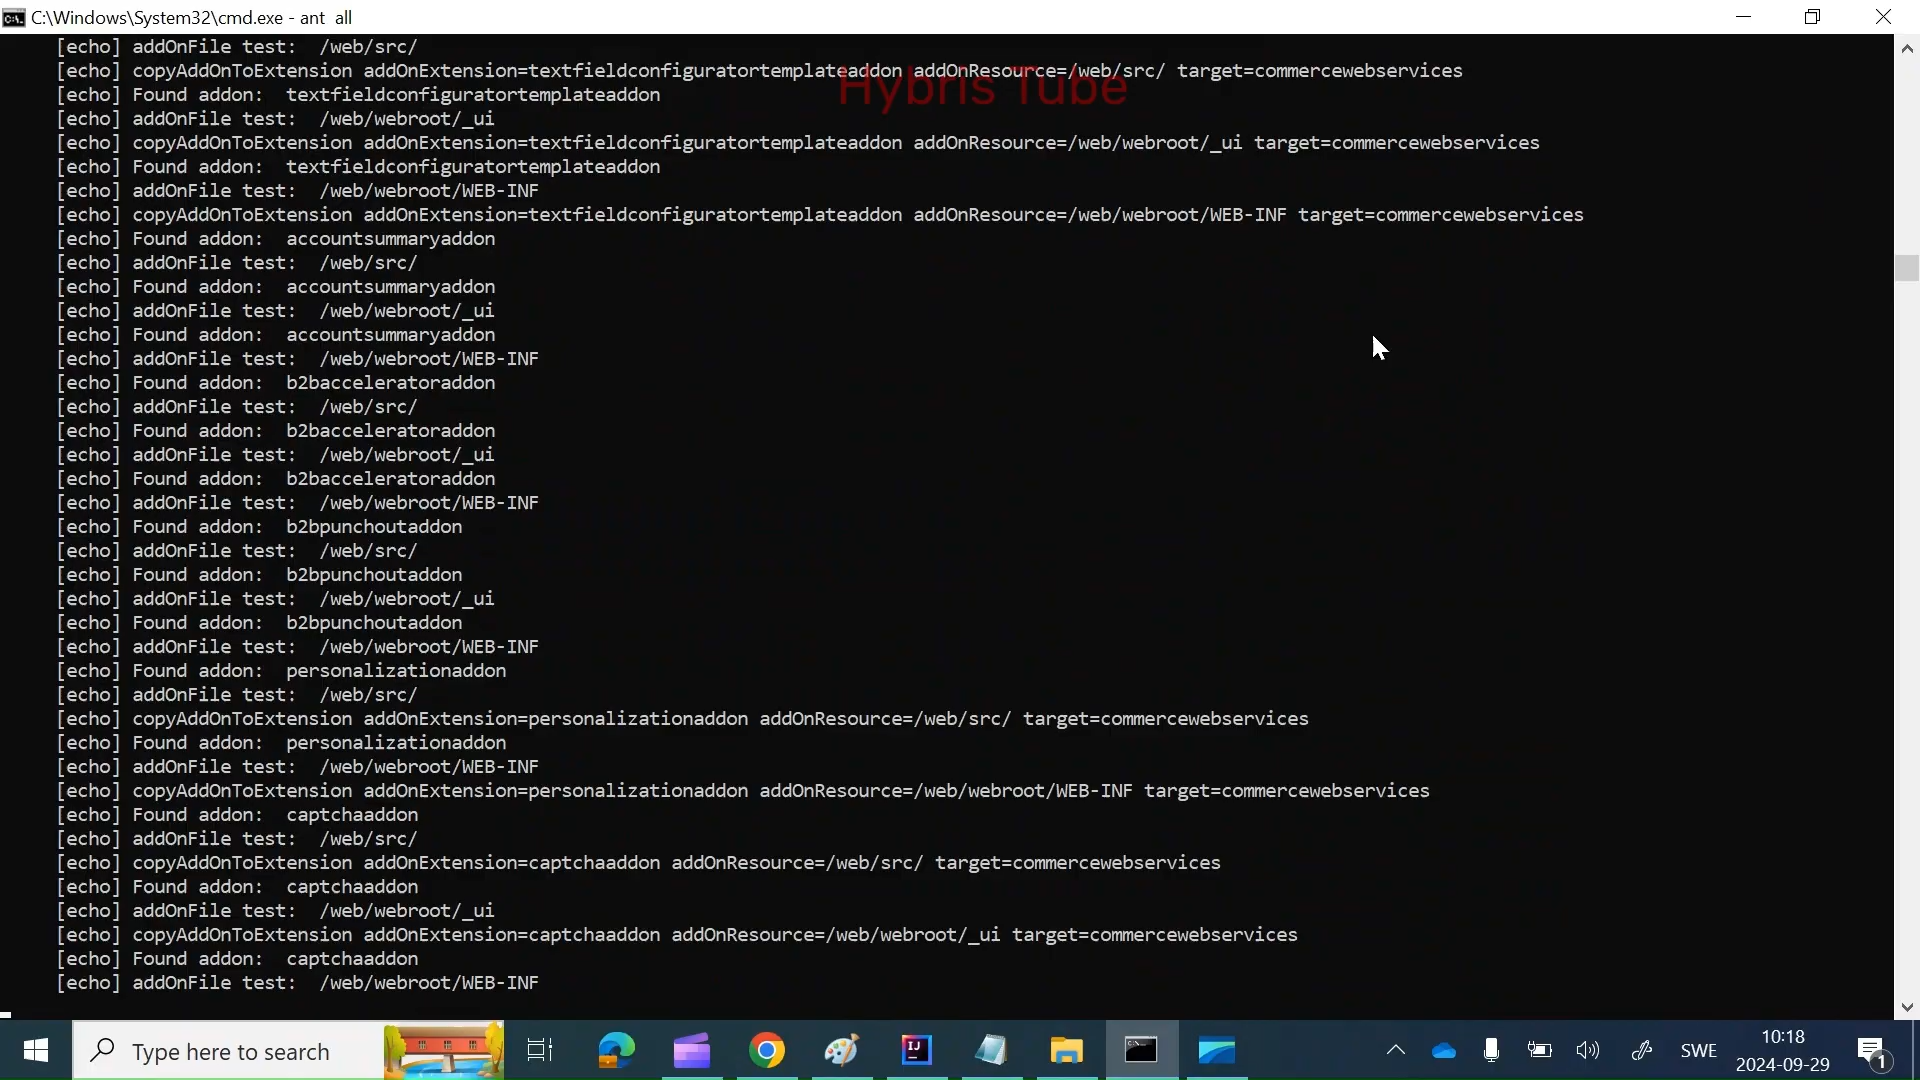 C:\Windows\System32\cmd.exe - ant  all
[echo] addOnFile test:  /web/src/
[echo] copyAddOnToExtension addOnExtension=textfieldconfiguratortemplateaddon addOnResource=/web/src/ target=commercewebservices
Hybris Tube
[echo] Found addon:  textfieldconfiguratortemplateaddon
[echo] addOnFile test:  /web/webroot/_ui
[echo] copyAddOnToExtension addOnExtension=textfieldconfiguratortemplateaddon addOnResource=/web/webroot/_ui target=commercewebservices
[echo] Found addon:  textfieldconfiguratortemplateaddon
[echo] addOnFile test:  /web/webroot/WEB-INF
[echo] copyAddOnToExtension addOnExtension=textfieldconfiguratortemplateaddon addOnResource=/web/webroot/WEB-INF target=commercewebservices
[echo] Found addon:  accountsummaryaddon
[echo] addOnFile test:  /web/src/
[echo] Found addon:  accountsummaryaddon
[echo] addOnFile test:  /web/webroot/_ui
[echo] Found addon:  accountsummaryaddon
[echo] addOnFile test:  /web/webroot/WEB-INF
[echo] Found addon:  b2bacceleratoraddon
[echo] addOnFile test:  /web/src/
[echo] Found addon:  b2bacceleratoraddon
[echo] addOnFile test:  /web/webroot/_ui
[echo] Found addon:  b2bacceleratoraddon
[echo] addOnFile test:  /web/webroot/WEB-INF
[echo] Found addon:  b2bpunchoutaddon
[echo] addOnFile test:  /web/src/
[echo] Found addon:  b2bpunchoutaddon
[echo] addOnFile test:  /web/webroot/_ui
[echo] Found addon:  b2bpunchoutaddon
[echo] addOnFile test:  /web/webroot/WEB-INF
[echo] Found addon:  personalizationaddon
[echo] addOnFile test:  /web/src/
[echo] copyAddOnToExtension addOnExtension=personalizationaddon addOnResource=/web/src/ target=commercewebservices
[echo] Found addon:  personalizationaddon
[echo] addOnFile test:  /web/webroot/WEB-INF
[echo] copyAddOnToExtension addOnExtension=personalizationaddon addOnResource=/web/webroot/WEB-INF target=commercewebservices
[echo] Found addon:  captchaaddon
[echo] addOnFile test:  /web/src/
[echo] copyAddOnToExtension addOnExtension=captchaaddon addOnResource=/web/src/ target=commercewebservices
[echo] Found addon:  captchaaddon
[echo] addOnFile test:  /web/webroot/_ui
[echo] copyAddOnToExtension addOnExtension=captchaaddon addOnResource=/web/webroot/_ui target=commercewebservices
[echo] Found addon:  captchaaddon
[echo] addOnFile test:  /web/webroot/WEB-INF
Type here to search
IJ
SWE
10:18
2024-09-29
1